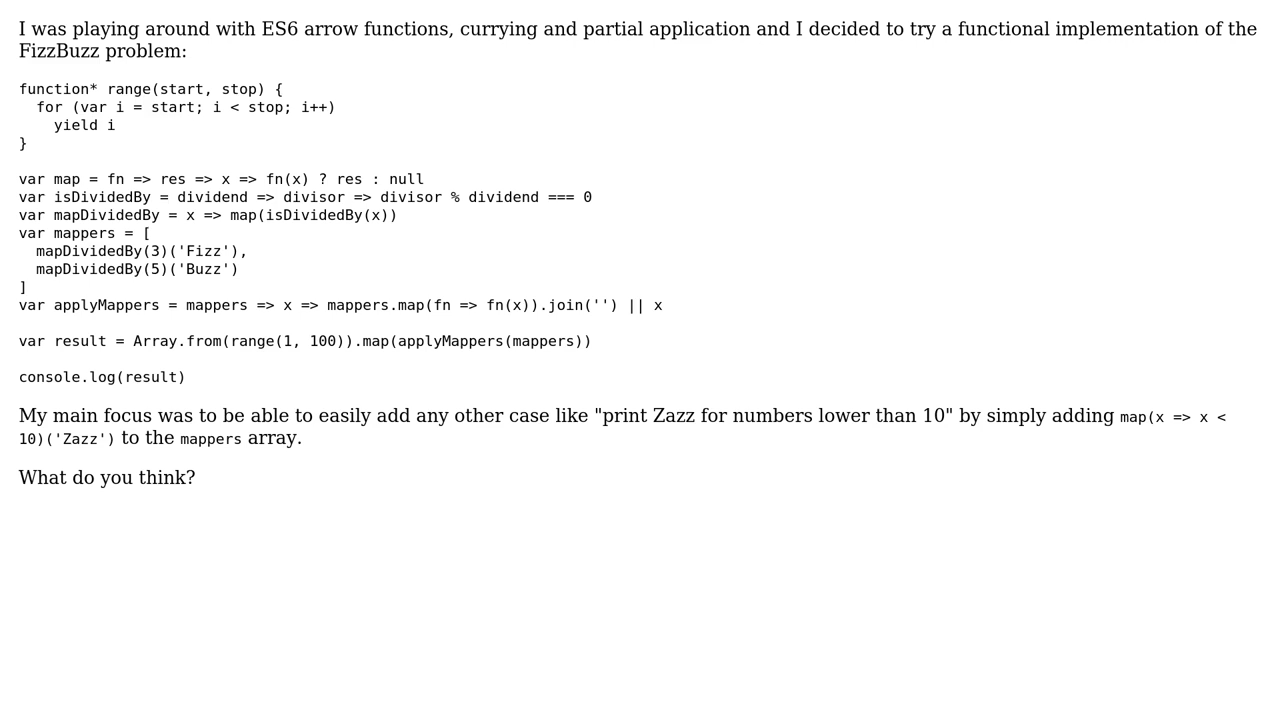 I was playing around with ES6 arrow functions, currying and partial application and I decided to try a functional implementation of the
FizzBuzz problem:
function* range(start, stop) {
  for (var i = start; i < stop; i++)
    yield i
}
var map = fn => res => x => fn(x) ? res : null
var isDividedBy = dividend => divisor => divisor % dividend === 0
var mapDividedBy = x => map(isDividedBy(x))
var mappers = [
  mapDividedBy(3)('Fizz'),
  mapDividedBy(5)('Buzz')
]
var applyMappers = mappers => x => mappers.map(fn => fn(x)).join('') || x
var result = Array.from(range(1, 100)).map(applyMappers(mappers))
console.log(result)
My main focus was to be able to easily add any other case like "print Zazz for numbers lower than 10" by simply adding map(x => x <
10)('Zazz') to the mappers array.
What do you think?